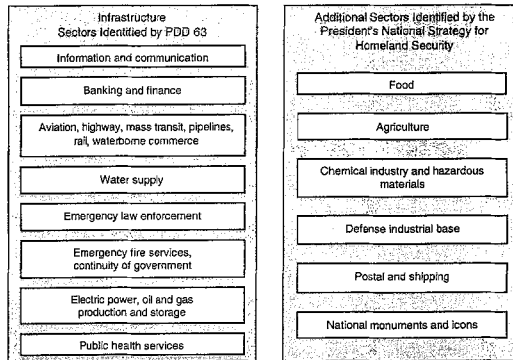 Infrastructure
Sectors Identified by PDD 63
Information and communication
Banking and finance
Aviation, highway, mass transit, pipelines,
rail, waterborne commerce
Water supply
Emergency law enforcement
Emergency fire services,
continuity of government
Electric power, oil and gas
production and storage
Public health services
Additional Sectors Identified by the
President's National Strategy for
Homeland Security
Food
Agriculture
Chemical industry and hazardous
materials
Defense industrial base
Postal and shipping
National monuments and icons